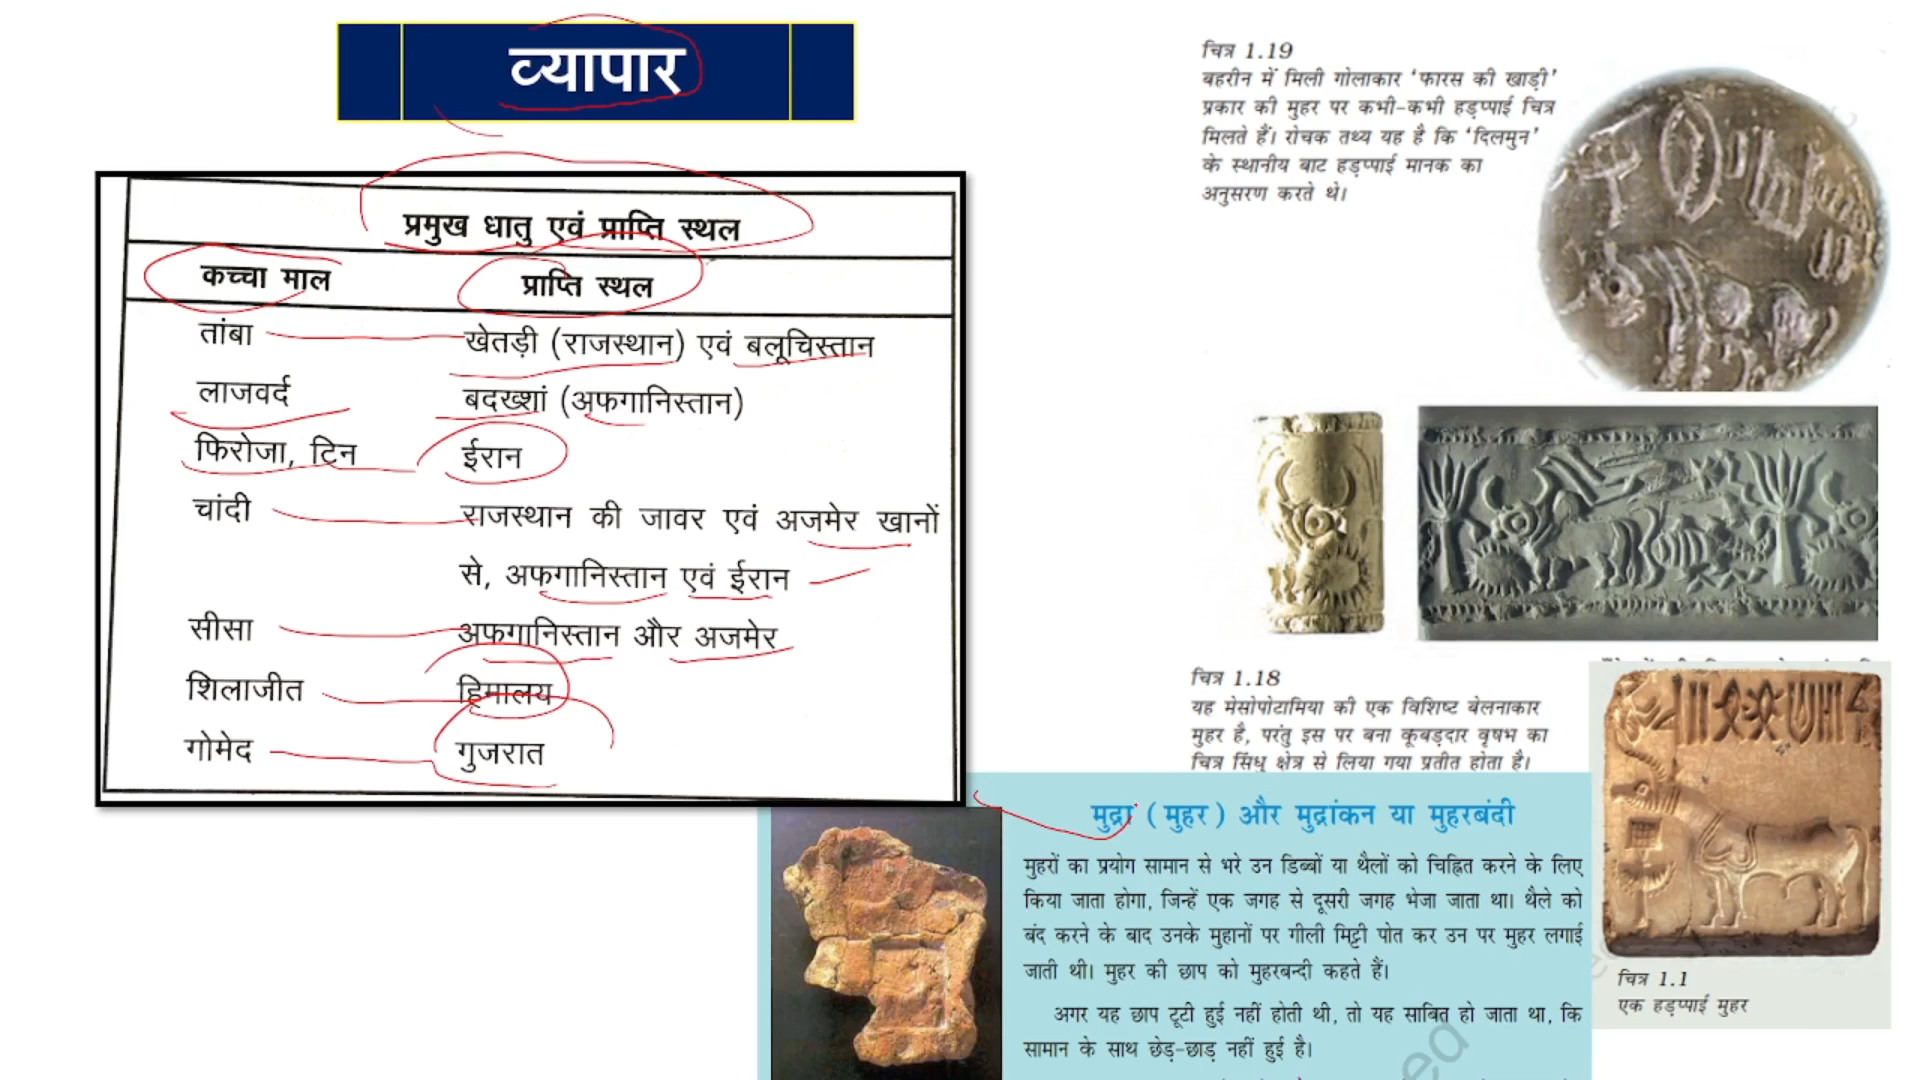 व्यापार
प्रमुख धातु एवं प्राप्ति स्थल
कच्चा माल प्राप्ति स्थल
तांबा खेतड़ी (राजस्थान) एवं बलूचिस्तान
लाजवर्द बदख्शां (अफगानिस्तान)
फिरोजा, टिन ईरान
चांदी राजस्थान की जावर एवं अजमेर खानों
से, अफगानिस्तान एवं ईरान
सीसा अफगानिस्तान और अजमेर
शिलाजीत हिमालय
गोमेद गुजरात
चित्र 1.19
बहरीन में मिली गोलाकार ‘फारस की खाड़ी’
प्रकार की मुहर पर कभी-कभी हड़प्पाई चित्र
मिलते हैं। रोचक तथ्य यह है कि ‘दिलमुन’
के स्थानीय बाट हड़प्पाई मानक का
अनुसरण करते थे।
चित्र 1.18
यह मेसोपोटामिया की एक विशिष्ट बेलनाकार
मुहर है, परंतु इस पर बना कूबड़दार वृषभ का
चित्र सिंधु क्षेत्र से लिया गया प्रतीत होता है।
मुद्रा (मुहर) और मुद्रांकन या मुहरबंदी
मुहरों का प्रयोग सामान से भरे उन डिब्बों या थैलों को चिह्नित करने के लिए
किया जाता होगा, जिन्हें एक जगह से दूसरी जगह भेजा जाता था। थैले को
बंद करने के बाद उनके मुहानों पर गीली मिट्टी पोत कर उन पर मुहर लगाई
जाती थी। मुहर की छाप को मुहरबन्दी कहते हैं।
अगर यह छाप टूटी हुई नहीं होती थी, तो यह साबित हो जाता था, कि
सामान के साथ छेड़-छाड़ नहीं हुई है।
चित्र 1.1
एक हड़प्पाई मुहर